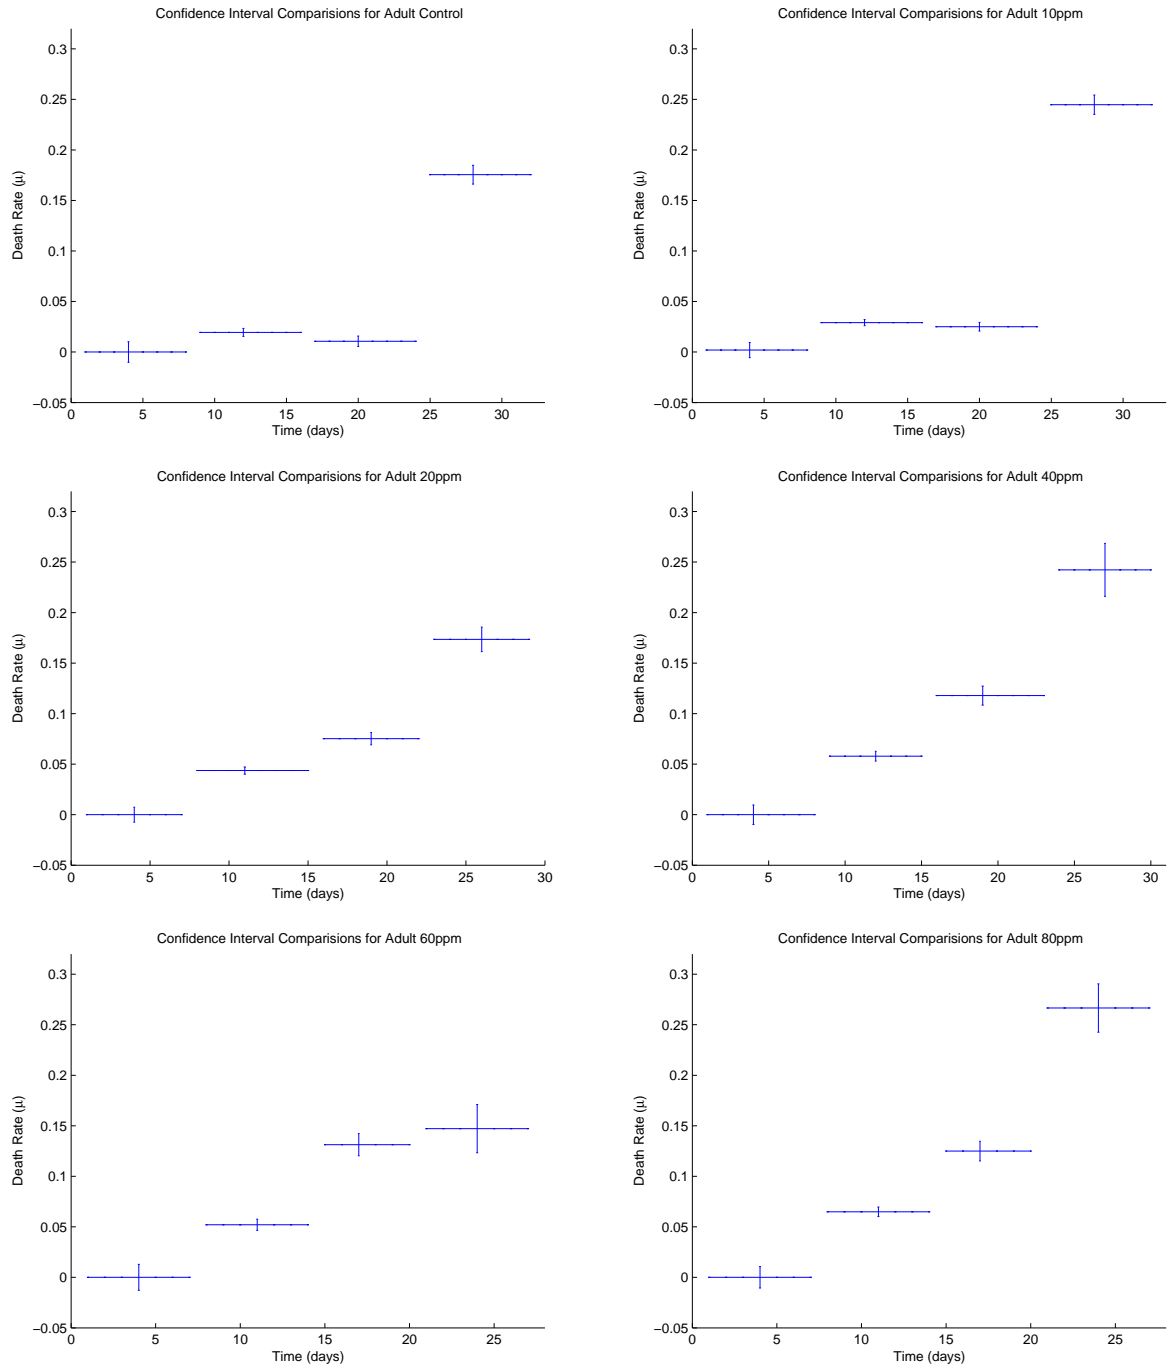 Confidence Interval Comparisions for Adult Control
0.3
0.25
0.2
0.15
0.1
0.05
0
−0.05
Death Rate (μ)
0 5 10 15 20 25 30
Time (days)
Confidence Interval Comparisions for Adult 10ppm
0.3
0.25
0.2
0.15
0.1
0.05
0
−0.05
Death Rate (μ)
0 5 10 15 20 25 30
Time (days)
Confidence Interval Comparisions for Adult 20ppm
0.3
0.25
0.2
0.15
0.1
0.05
0
−0.05
Death Rate (μ)
0 5 10 15 20 25 30
Time (days)
Confidence Interval Comparisions for Adult 40ppm
0.3
0.25
0.2
0.15
0.1
0.05
0
−0.05
Death Rate (μ)
0 5 10 15 20 25 30
Time (days)
Confidence Interval Comparisions for Adult 60ppm
0.3
0.25
0.2
0.15
0.1
0.05
0
−0.05
Death Rate (μ)
0 5 10 15 20 25
Time (days)
Confidence Interval Comparisions for Adult 80ppm
0.3
0.25
0.2
0.15
0.1
0.05
0
−0.05
Death Rate (μ)
0 5 10 15 20 25
Time (days)